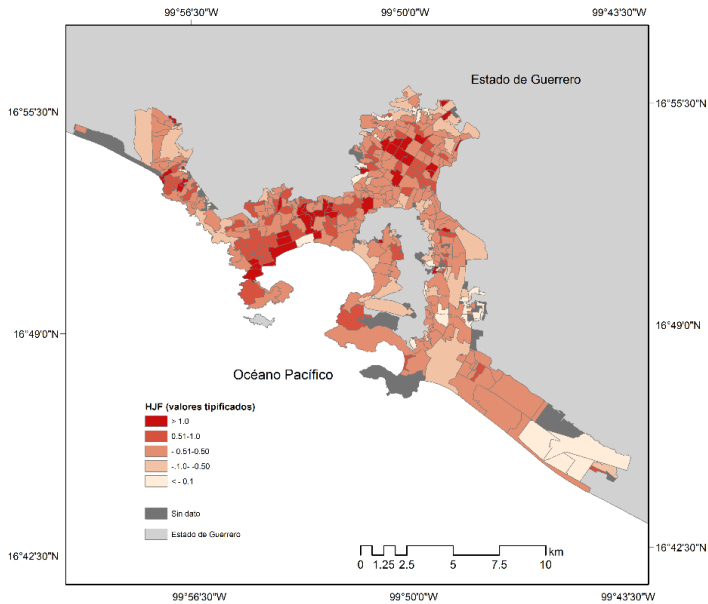 99°56'30"W 99°50'0"W 99°43'30"W
Estado de Guerrero
16°55'30"N 16°55'30"N
16°49'0"N 16°49'0"N
Océano Pacífico
HJF (valores tipificados)
> 1.0
0.51-1.0
- 0.51-0.50
-.1.0- -0.50
< - 0.1
Sin dato
Estado de Guerrero
16°42'30"N 16°42'30"N
km
0 1.25 2.5 5 7.5 10
99°56'30"W 99°50'0"W 99°43'30"W